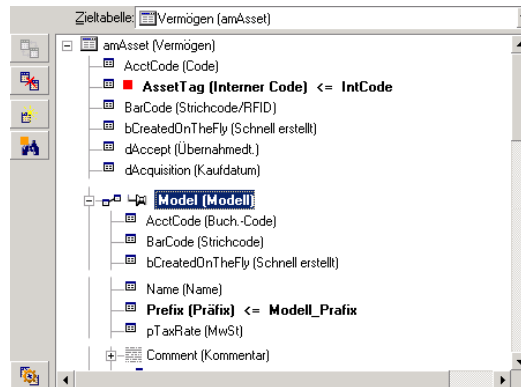 Zieltabelle: Vermögen (amAsset)
amAsset (Vermögen)
AcctCode (Code)
AssetTag (Interner Code) <= IntCode
BarCode (Strichcode/RFID)
bCreatedOnTheFly (Schnell erstellt)
dAccept (Übernahmedt.)
dAcquisition (Kaufdatum)
Model (Modell)
AcctCode (Buch.-Code)
BarCode (Strichcode)
bCreatedOnTheFly (Schnell erstellt)
Name (Name)
Prefix (Präfix) <= Modell_Prafix
pTaxRate (MwSt)
Comment (Kommentar)